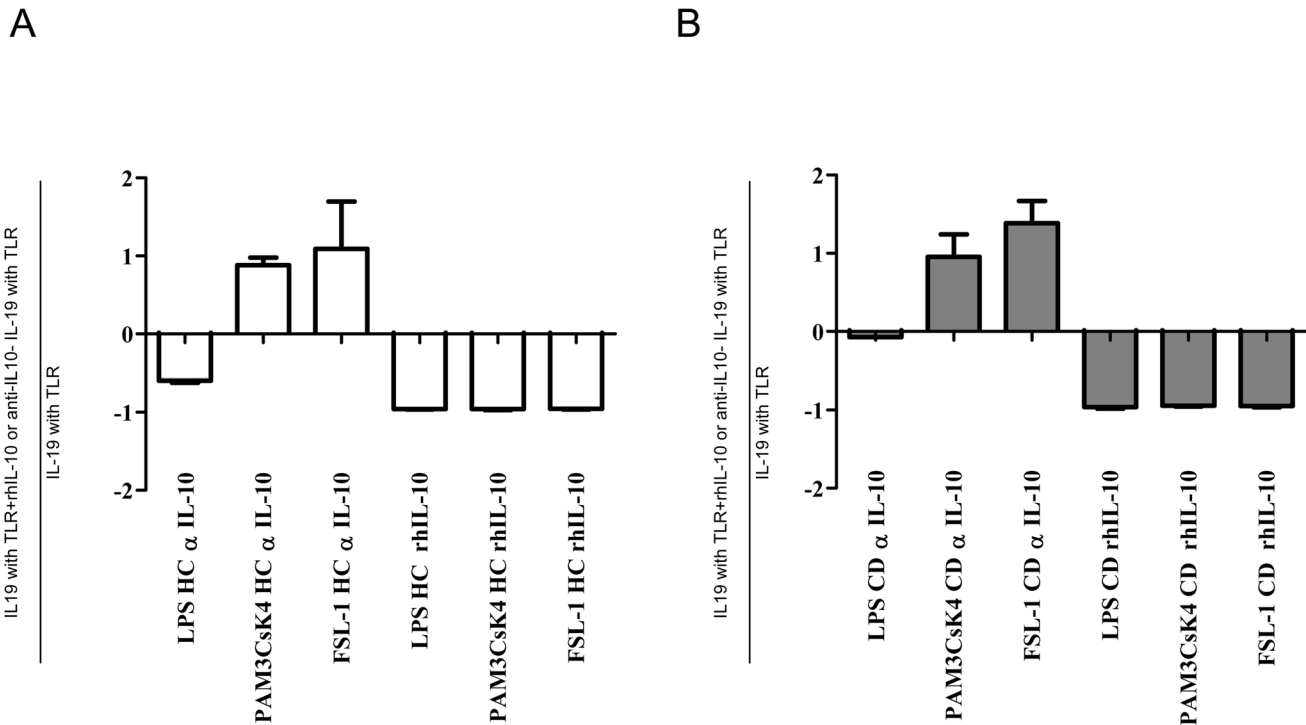 A
IL19 with TLR+rhIL-10 or anti-IL10- IL-19 with TLR
IL-19 with TLR
2
1
0
-1
-2
LPS HC α IL-10
PAM3CsK4 HC α IL-10
FSL-1 HC α IL-10
LPS HC rhIL-10
PAM3CsK4 HC rhIL-10
FSL-1 HC rhIL-10
B
IL19 with TLR+rhIL-10 or anti-IL10- IL-19 with TLR
IL-19 with TLR
2
1
0
-1
-2
LPS CD α IL-10
PAM3CsK4 CD α IL-10
FSL-1 CD α IL-10
LPS CD rhIL-10
PAM3CsK4 CD rhIL-10
FSL-1 CD rhIL-10